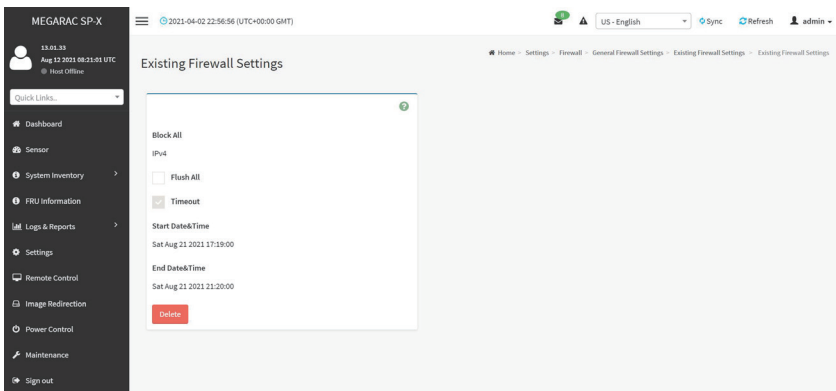 MEGARAC SP-X
2021-04-02 22:56:56 (UTC+00:00 GMT)
0
US - English
Sync
Refresh
admin
13.01.33
Aug 12 2021 08:21:01 UTC
Host Offline
Quick Links..
Dashboard
Sensor
System Inventory
FRU Information
Logs & Reports
Settings
Remote Control
Image Redirection
Power Control
Maintenance
Sign out
Existing Firewall Settings
Home > Settings > Firewall > General Firewall Settings > Existing Firewall Settings > Existing Firewall Settings
Block All
IPv4
Flush All
Timeout
Start Date&Time
Sat Aug 21 2021 17:19:00
End Date&Time
Sat Aug 21 2021 21:20:00
Delete